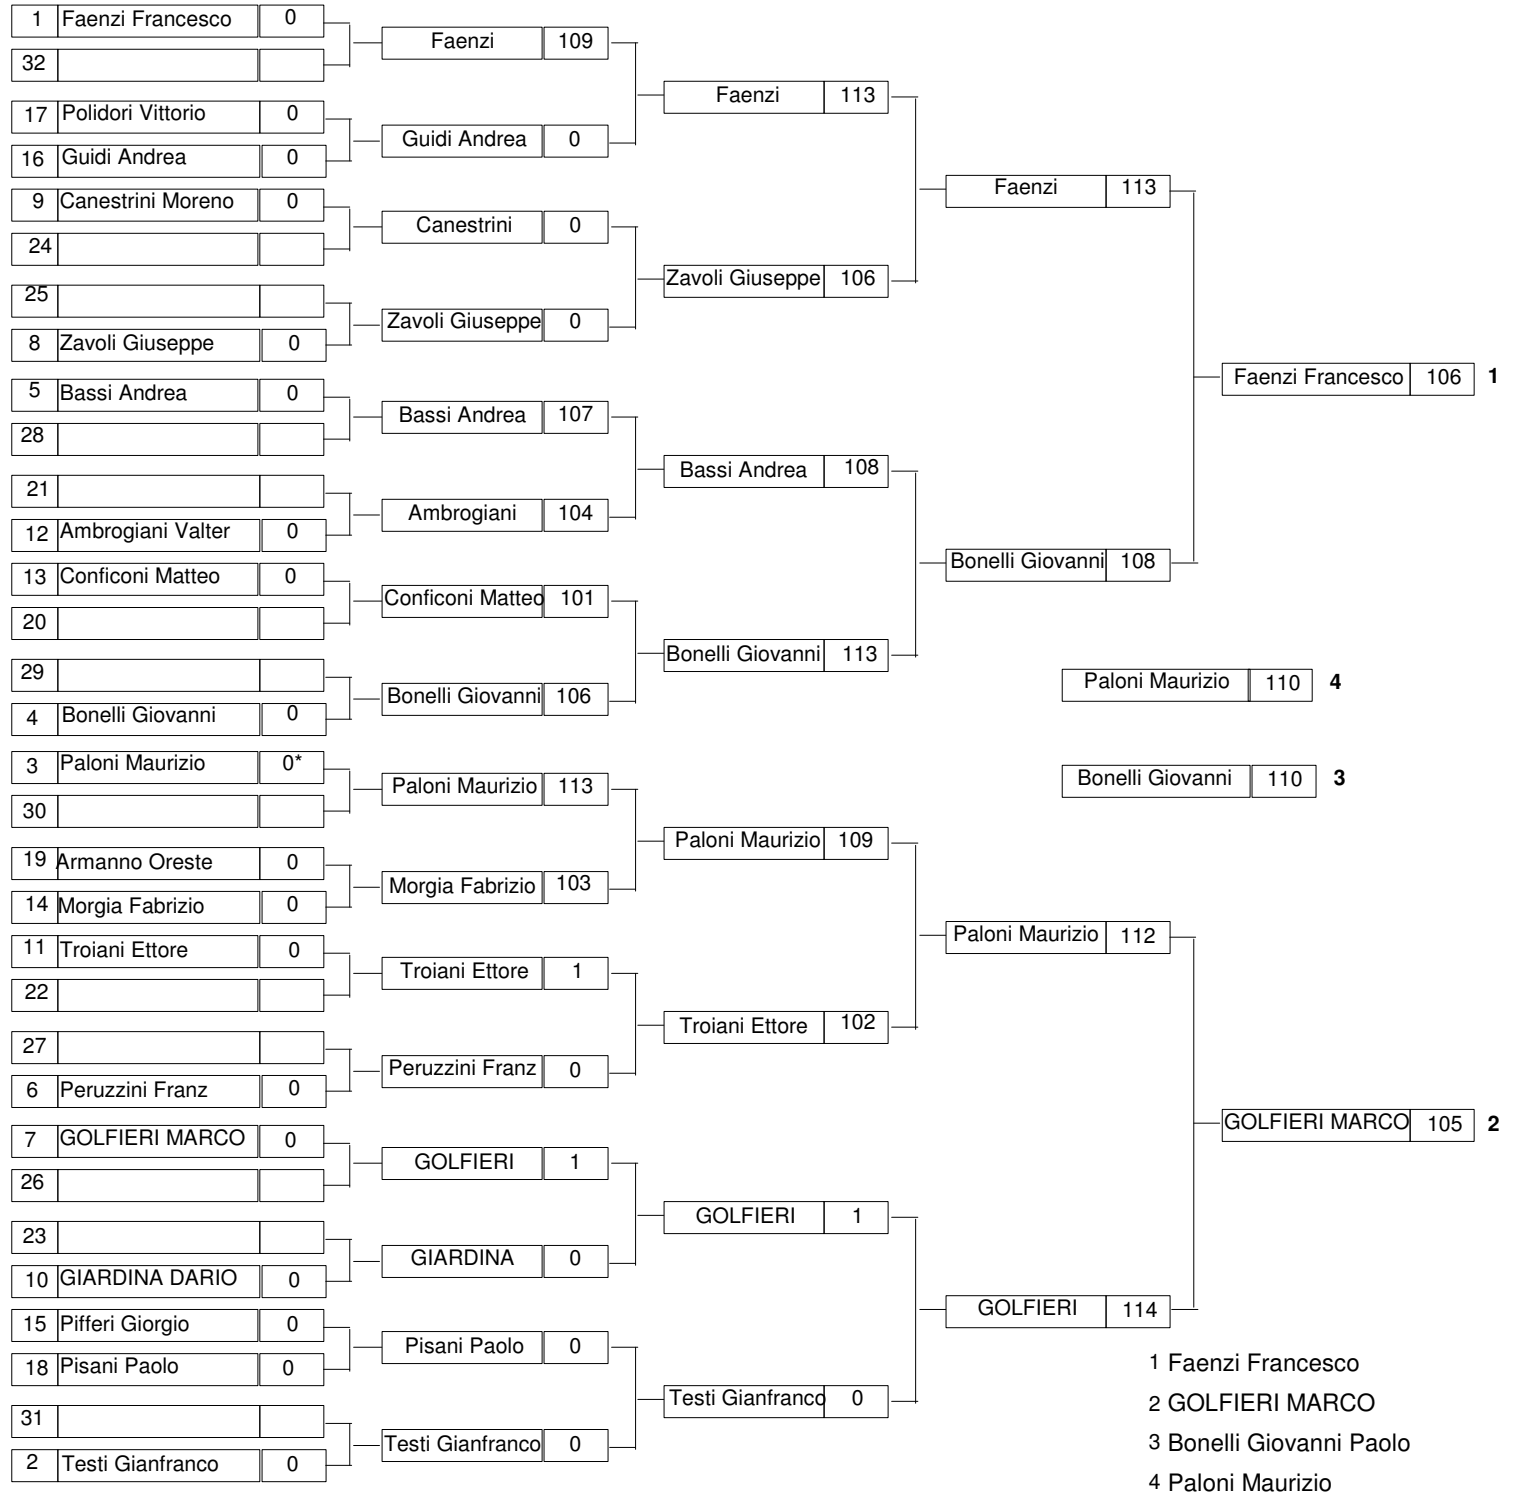 1 Faenzi Francesco 0
32
17 Polidori Vittorio 0
16 Guidi Andrea 0
9 Canestrini Moreno 0
24
25
8 Zavoli Giuseppe 0
5 Bassi Andrea 0
28
21
12 Ambrogiani Valter 0
13 Conficoni Matteo 0
20
29
4 Bonelli Giovanni 0
3 Paloni Maurizio 0*
30
19 Armanno Oreste 0
14 Morgia Fabrizio 0
11 Troiani Ettore 0
22
27
6 Peruzzini Franz 0
7 GOLFIERI MARCO 0
26
23
10 GIARDINA DARIO 0
15 Pifferi Giorgio 0
18 Pisani Paolo 0
31
2 Testi Gianfranco 0
Faenzi 109
Guidi Andrea 0
Canestrini 0
Zavoli Giuseppe 0
Bassi Andrea 107
Ambrogiani 104
Conficoni Matteo 101
Bonelli Giovanni 106
Paloni Maurizio 113
Morgia Fabrizio 103
Troiani Ettore 1
Peruzzini Franz 0
GOLFIERI 1
GIARDINA 0
Pisani Paolo 0
Testi Gianfranco 0
Faenzi 113
Zavoli Giuseppe 106
Bassi Andrea 108
Bonelli Giovanni 113
Paloni Maurizio 109
Troiani Ettore 102
GOLFIERI 1
Testi Gianfranco 0
Faenzi 113
Bonelli Giovanni 108
Paloni Maurizio 112
GOLFIERI 114
Faenzi Francesco 106 1
Paloni Maurizio 110 4
Bonelli Giovanni 110 3
GOLFIERI MARCO 105 2
1 Faenzi Francesco
2 GOLFIERI MARCO
3 Bonelli Giovanni Paolo
4 Paloni Maurizio